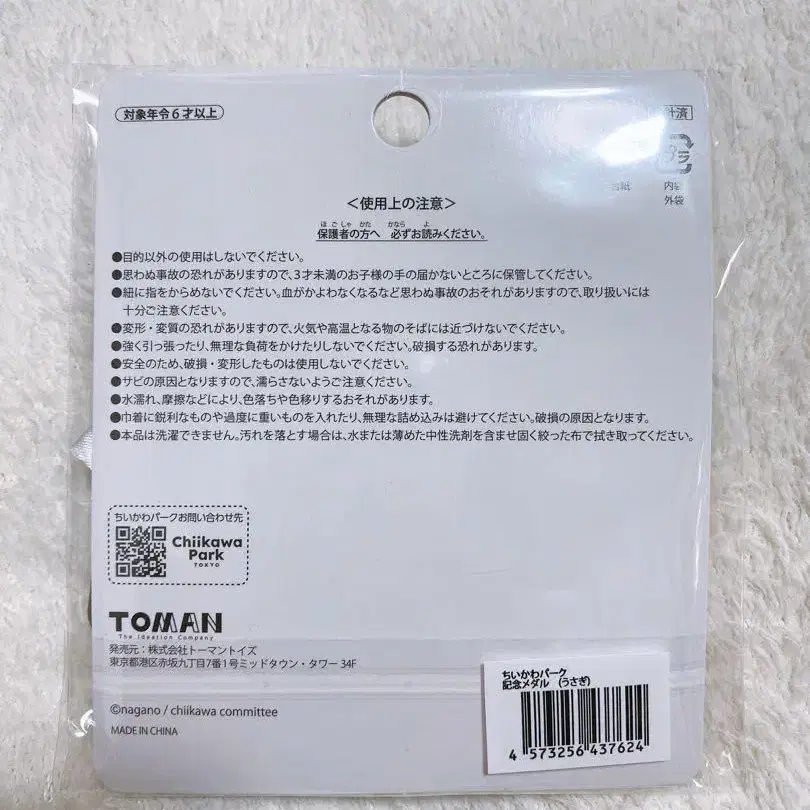 対象年令6才以上
計済
プラ
台紙
内袋
外袋
＜使用上の注意＞
ほごしゃ かた かなら よ
保護者の方へ 必ずお読みください。
●目的以外の使用はしないでください。
●思わぬ事故の恐れがありますので、3才未満のお子様の手の届かないところに保管してください。
●紐に指をからめないでください。血がかよわなくなるなど思わぬ事故のおそれがありますので、取り扱いには
十分ご注意ください。
●変形・変質の恐れがありますので、火気や高温となる物のそばには近づけないでください。
●強く引っ張ったり、無理な負荷をかけたりしないでください。破損する恐れがあります。
●安全のため、破損・変形したものは使用しないでください。
●サビの原因となりますので、濡らさないようご注意ください。
●水濡れ、摩擦などにより、色落ちや色移りするおそれがあります。
●巾着に鋭利なものや過度に重いものを入れたり、無理な詰め込みは避けてください。破損の原因となります。
●本品は洗濯できません。汚れを落とす場合は、水または薄めた中性洗剤を含ませ固く絞った布で拭き取ってください。
ちいかわパークお問い合わせ先
Chiikawa
Park
TOKYO
TOMAN
The Ideation Company
発売元：株式会社トーマントイズ
東京都港区赤坂九丁目7番1号ミッドタウン・タワー 34F
©nagano / chiikawa committee
MADE IN CHINA
ちいかわパーク
記念メダル (うさぎ)
4 573256 437624